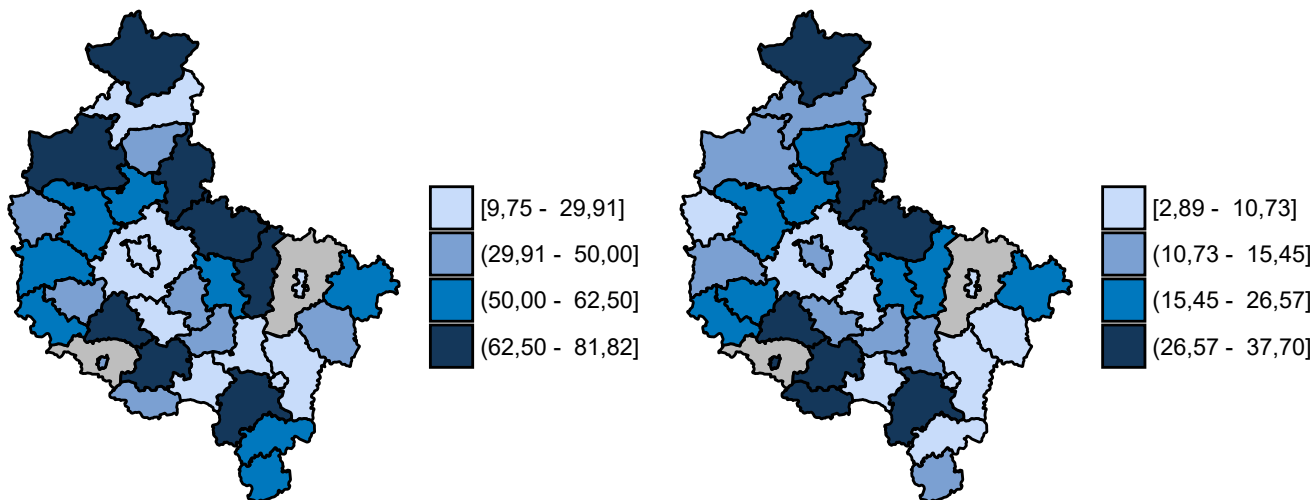 [9,75 - 29,91]
(29,91 - 50,00]
(50,00 - 62,50]
(62,50 - 81,82]
[2,89 - 10,73]
(10,73 - 15,45]
(15,45 - 26,57]
(26,57 - 37,70]